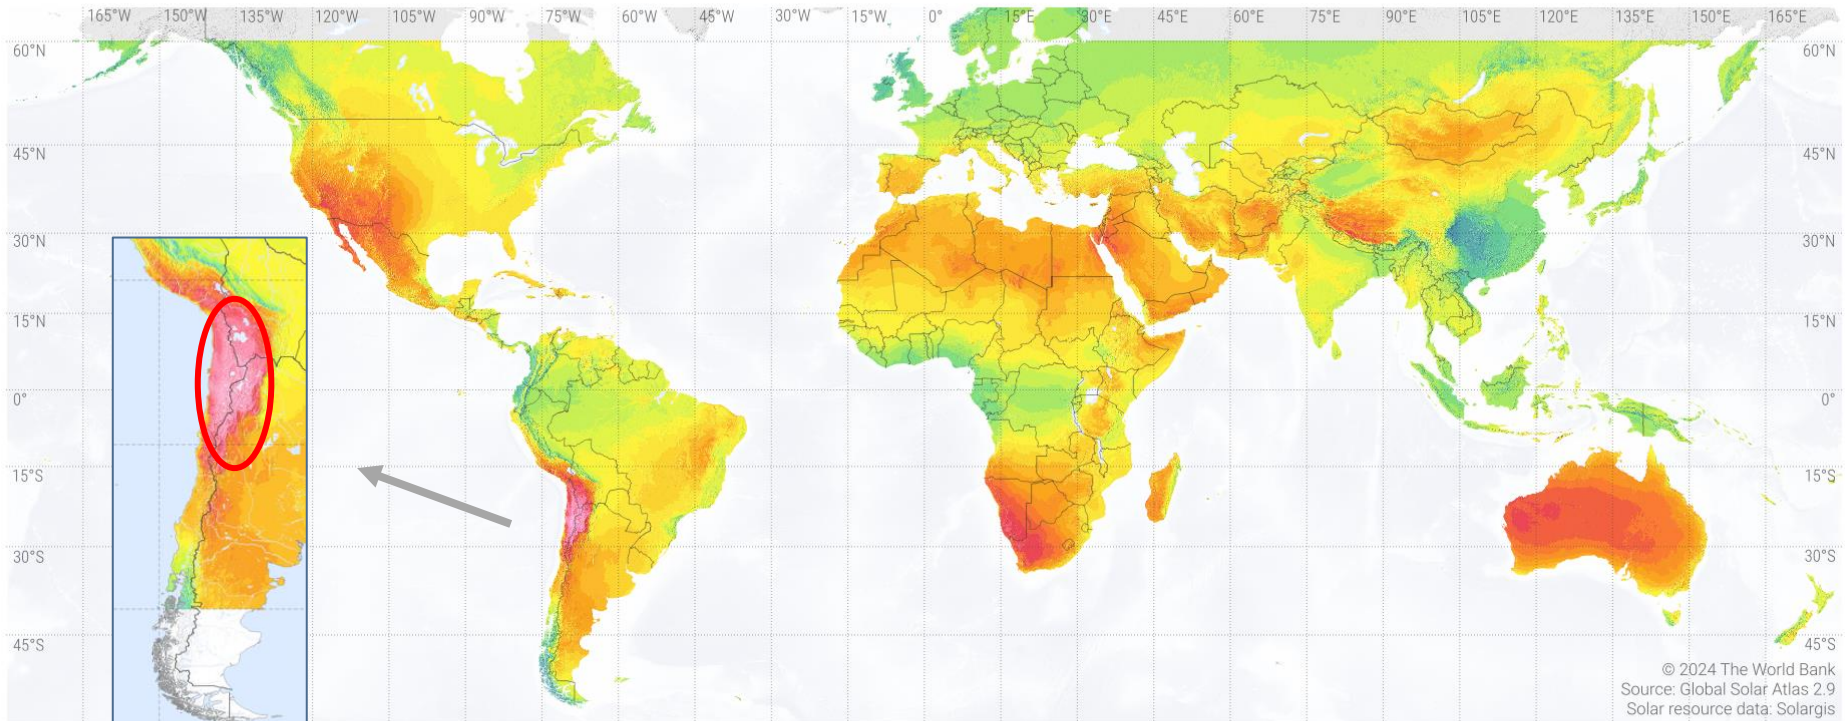 165°W 150°W 135°W 120°W 105°W 90°W 75°W 60°W 45°W 30°W 15°W 0° 15°E 30°E 45°E 60°E 75°E 90°E 105°E 120°E 135°E 150°E 165°E
60°N 60°N
45°N 45°N
30°N 30°N
15°N 15°N
0° 0°
15°S 15°S
30°S 30°S
45°S 45°S
© 2024 The World Bank
Source: Global Solar Atlas 2.9
Solar resource data: Solargis